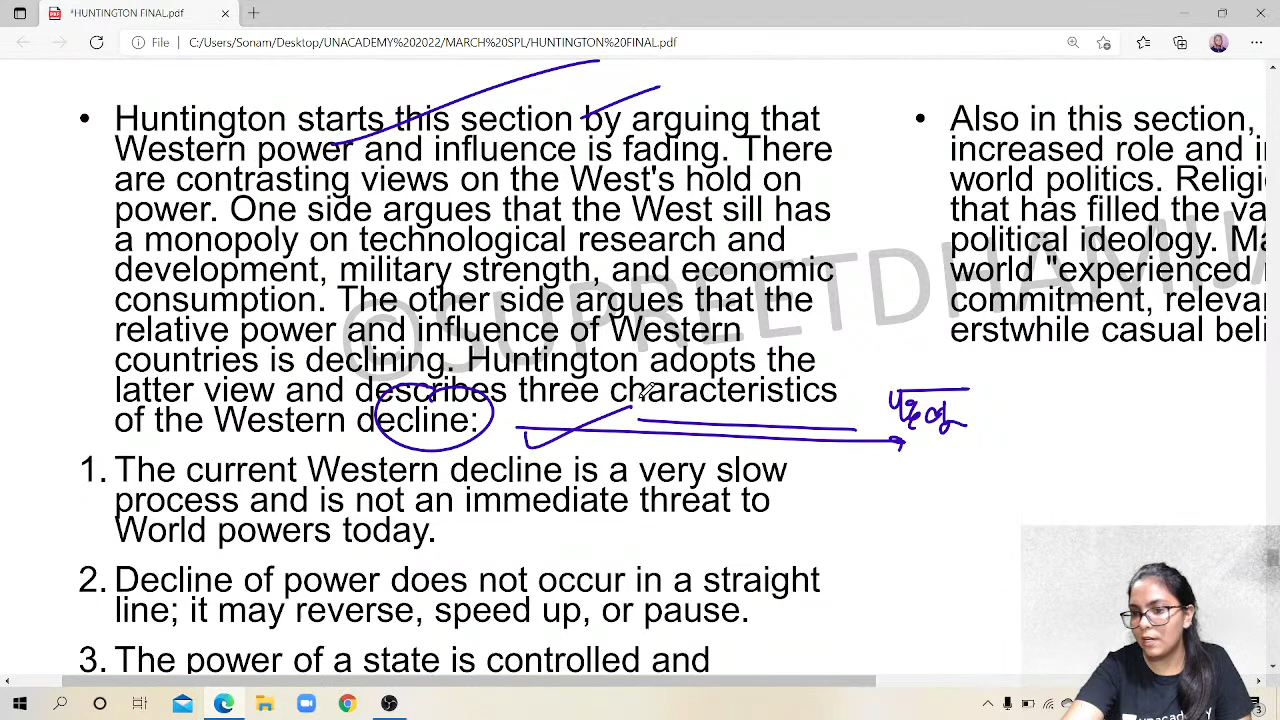 *HUNTINGTON FINAL.pdf
File
C:/Users/Sonam/Desktop/UNACADEMY%202022/MARCH%20SPL/HUNTINGTON%20FINAL.pdf
• Huntington starts this section by arguing that
Western power and influence is fading. There
are contrasting views on the West's hold on
power. One side argues that the West sill has
a monopoly on technological research and
development, military strength, and economic
consumption. The other side argues that the
relative power and influence of Western
countries is declining. Huntington adopts the
latter view and describes three characteristics
of the Western decline:
1. The current Western decline is a very slow
process and is not an immediate threat to
World powers today.
2. Decline of power does not occur in a straight
line; it may reverse, speed up, or pause.
3. The power of a state is controlled and
• Also in this section,
increased role and i
world politics. Religi
that has filled the va
political ideology. Ma
world "experienced
commitment, relevar
erstwhile casual beli
@SUPREETDHAMIJA
unacademy